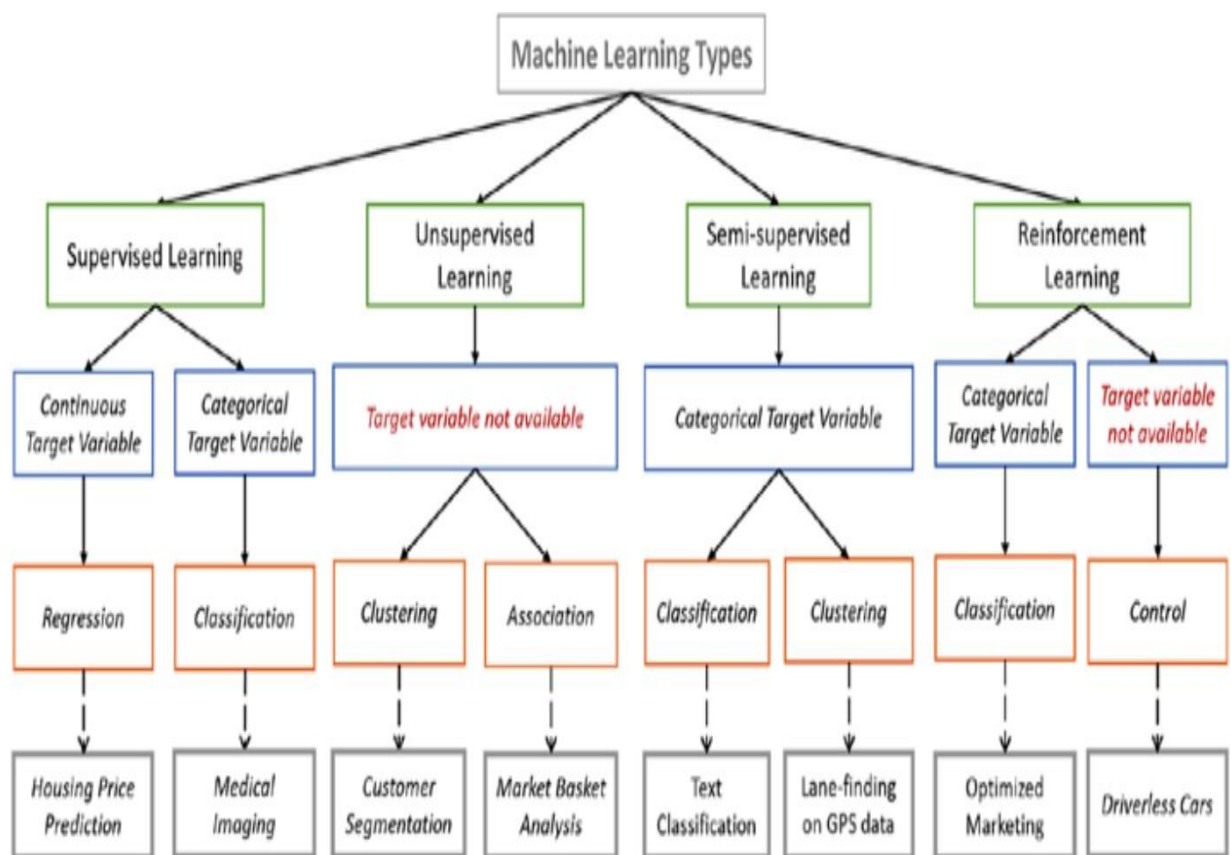 Machine Learning Types
Supervised Learning
Unsupervised
Learning
Semi-supervised
Learning
Reinforcement
Learning
Continuous
Target Variable
Categorical
Target Variable
Target variable not available
Categorical Target Variable
Categorical
Target Variable
Target variable
not available
Regression
Classification
Clustering
Association
Classification
Clustering
Classification
Control
Housing Price
Prediction
Medical
Imaging
Customer
Segmentation
Market Basket
Analysis
Text
Classification
Lane-finding
on GPS data
Optimized
Marketing
Driverless Cars